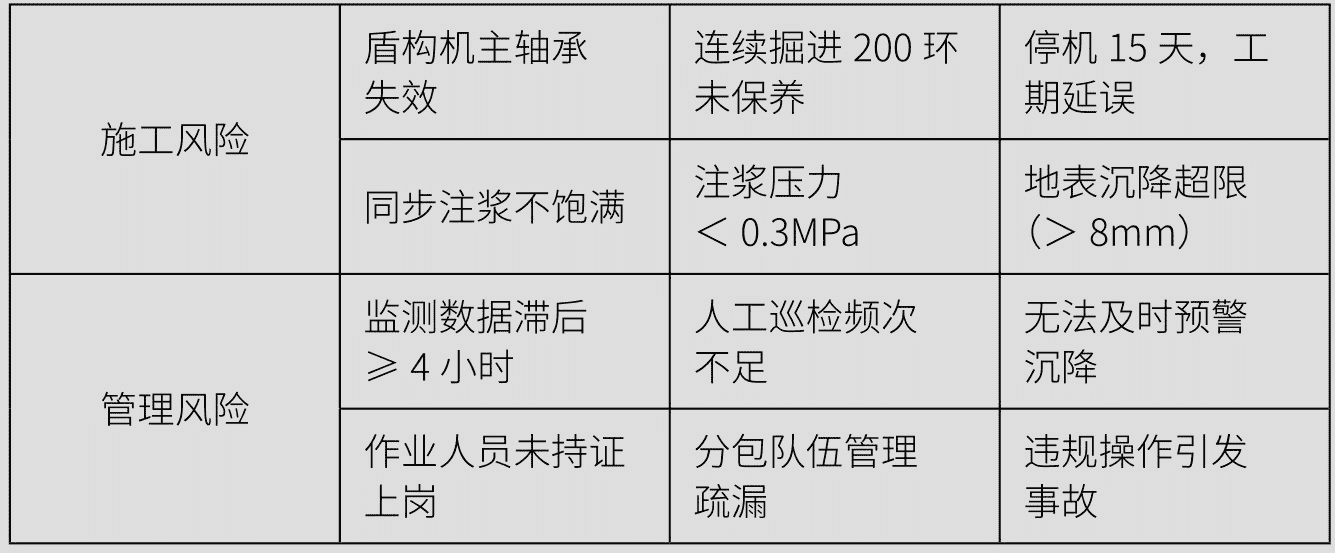 施工风险
盾构机主轴承
失效
连续掘进 200 环
未保养
停机 15 天，工
期延误
同步注浆不饱满
注浆压力
＜ 0.3MPa
地表沉降超限
（＞ 8mm）
管理风险
监测数据滞后
≥ 4 小时
人工巡检频次
不足
无法及时预警
沉降
作业人员未持证
上岗
分包队伍管理
疏漏
违规操作引发
事故